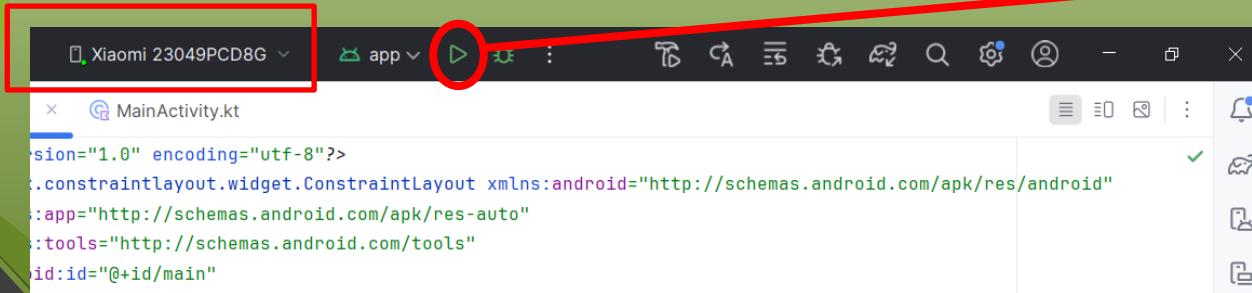 Xiaomi 23049PCD8G app
MainActivity.kt
rsion="1.0" encoding="utf-8"?>
x.constraintlayout.widget.ConstraintLayout xmlns:android="http://schemas.android.com/apk/res/android"
s:app="http://schemas.android.com/apk/res-auto"
s:tools="http://schemas.android.com/tools"
oid:id="@+id/main"